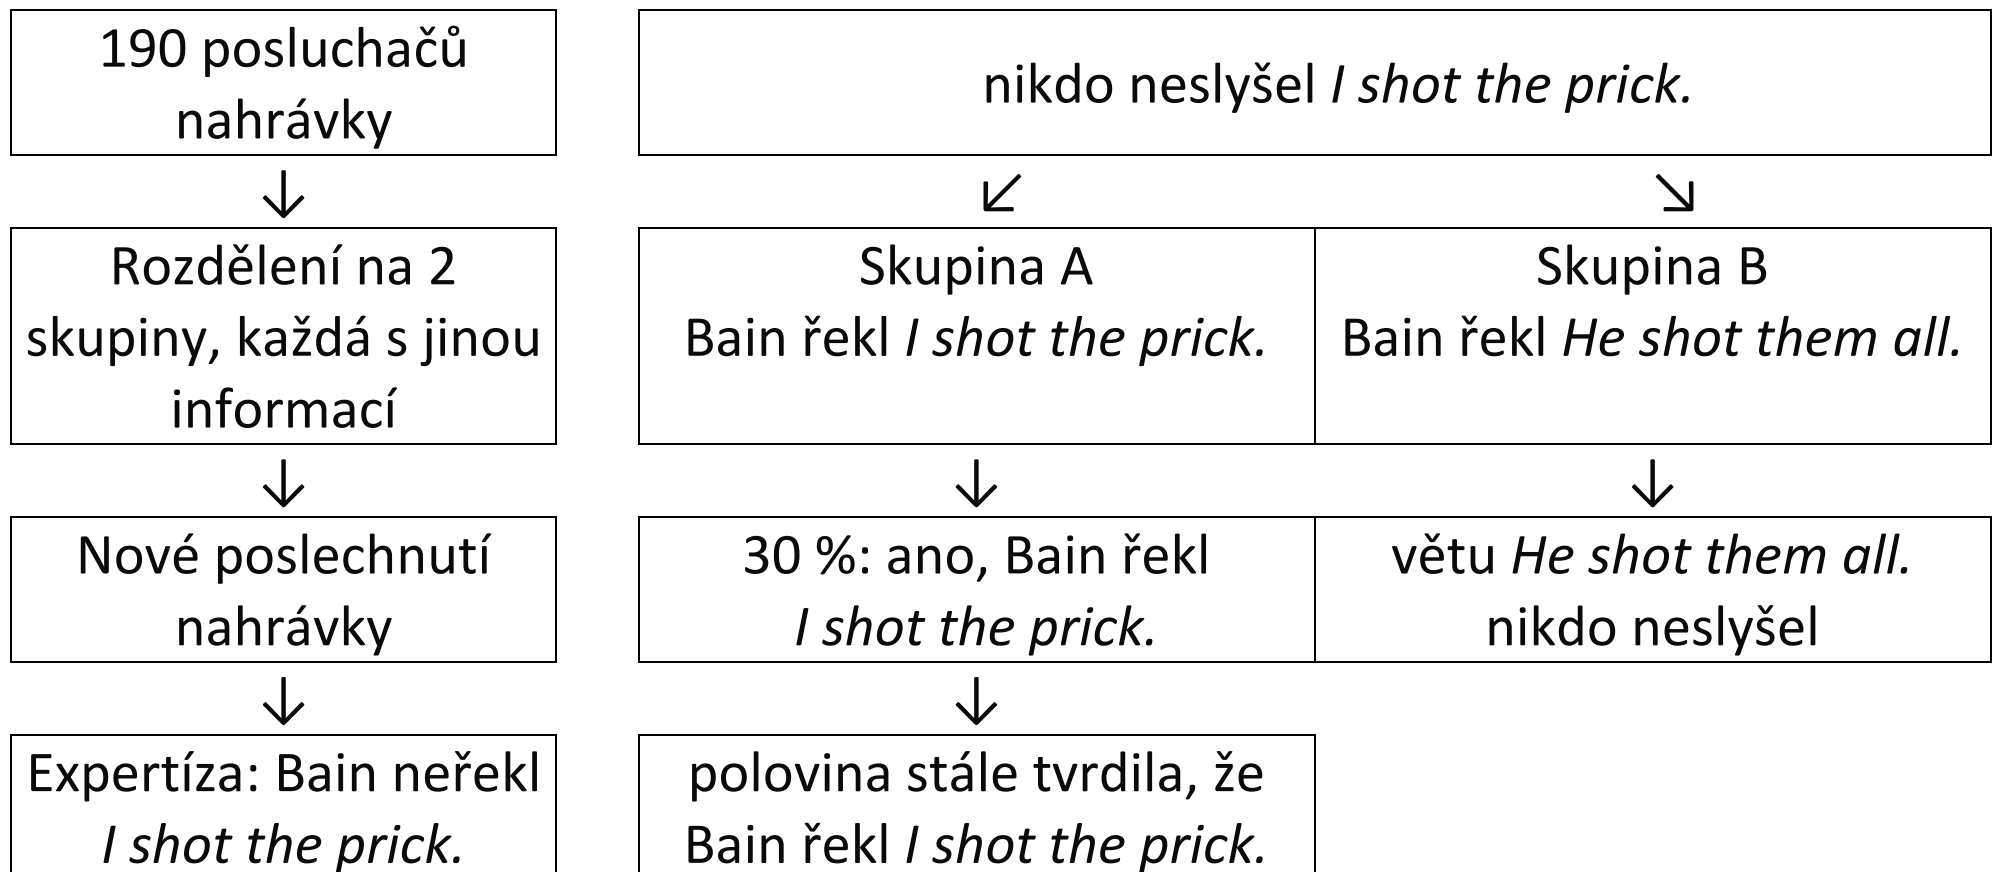 190 posluchačů
nahrávky
nikdo neslyšel I shot the prick.
Rozdělení na 2
skupiny, každá s jinou
informací
Skupina A
Bain řekl I shot the prick.
Skupina B
Bain řekl He shot them all.
Nové poslechnutí
nahrávky
30 %: ano, Bain řekl
I shot the prick.
větu He shot them all.
nikdo neslyšel
Expertíza: Bain neřekl
I shot the prick.
polovina stále tvrdila, že
Bain řekl I shot the prick.